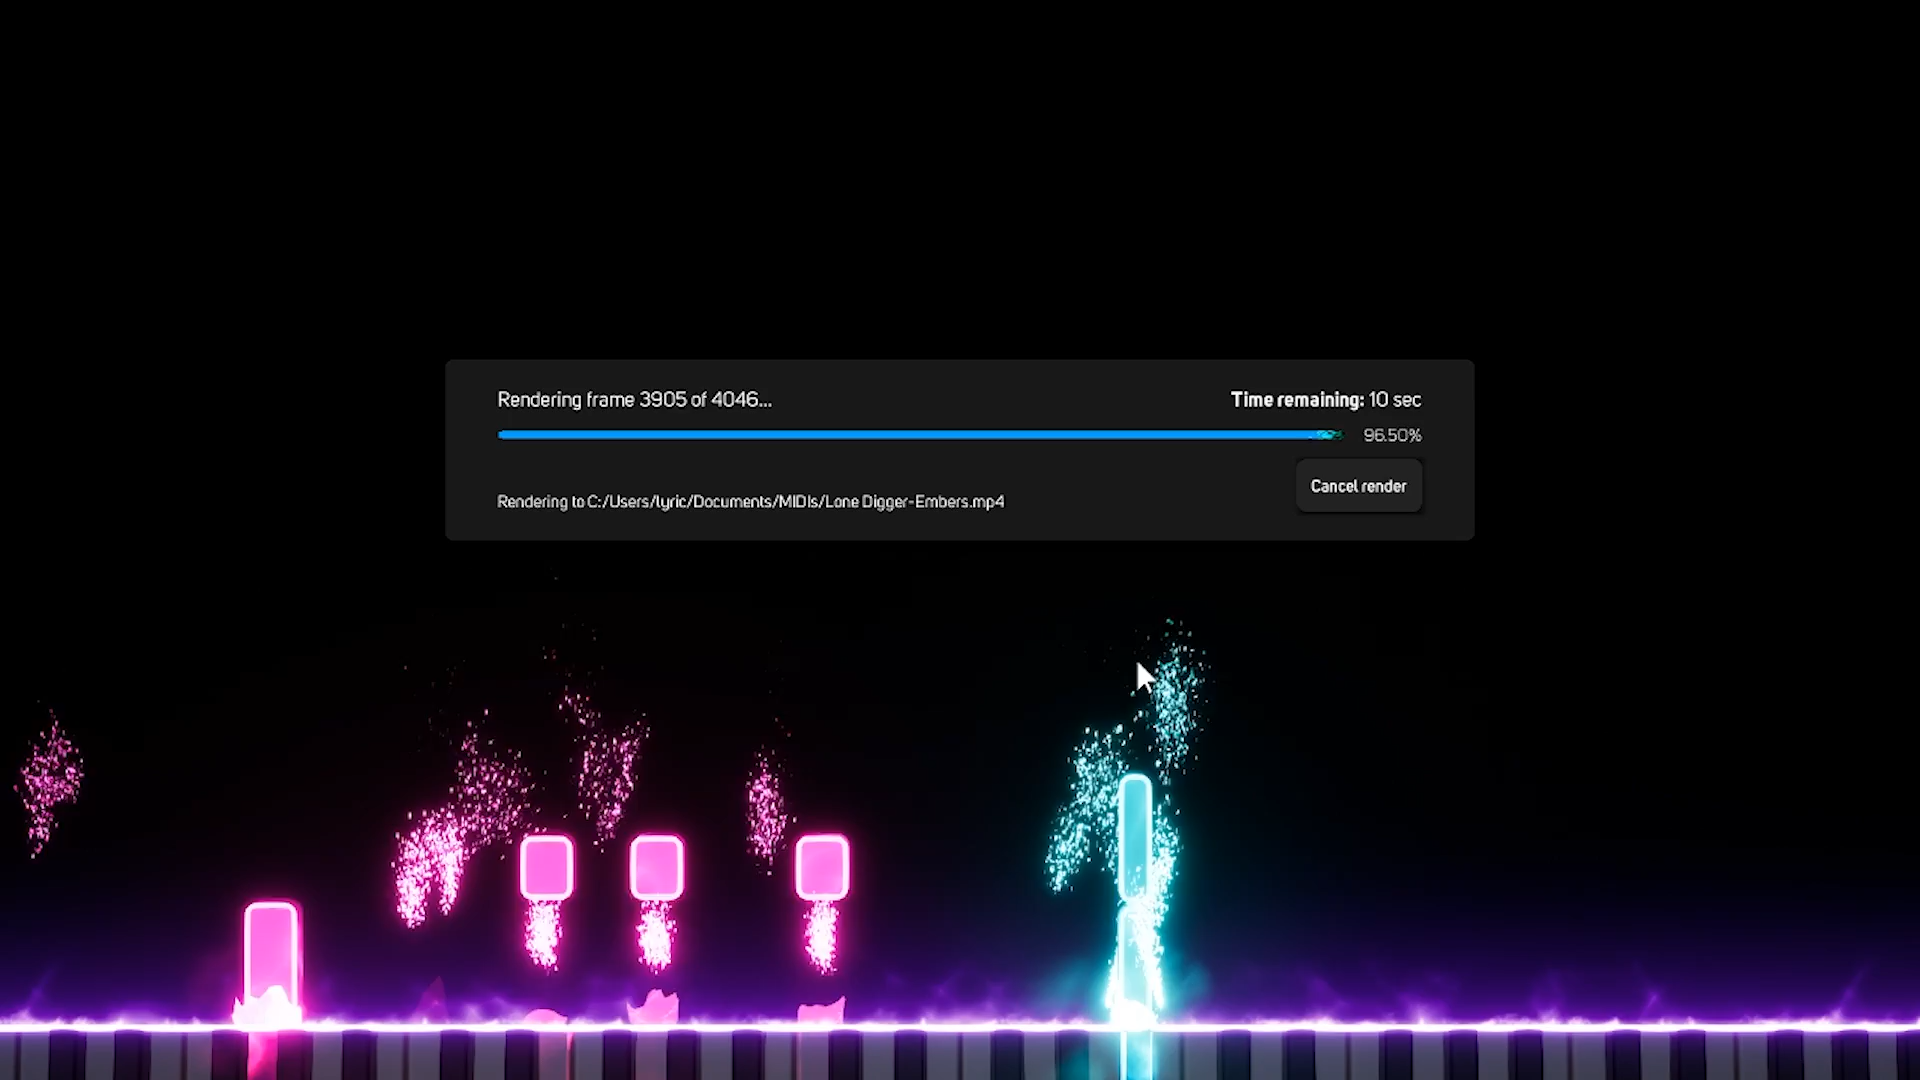 Rendering frame 3905 of 4046...
Time remaining: 10 sec
96.50%
Cancel render
Rendering to C:/Users/lyric/Documents/MIDIs/Lone Digger-Embers.mp4